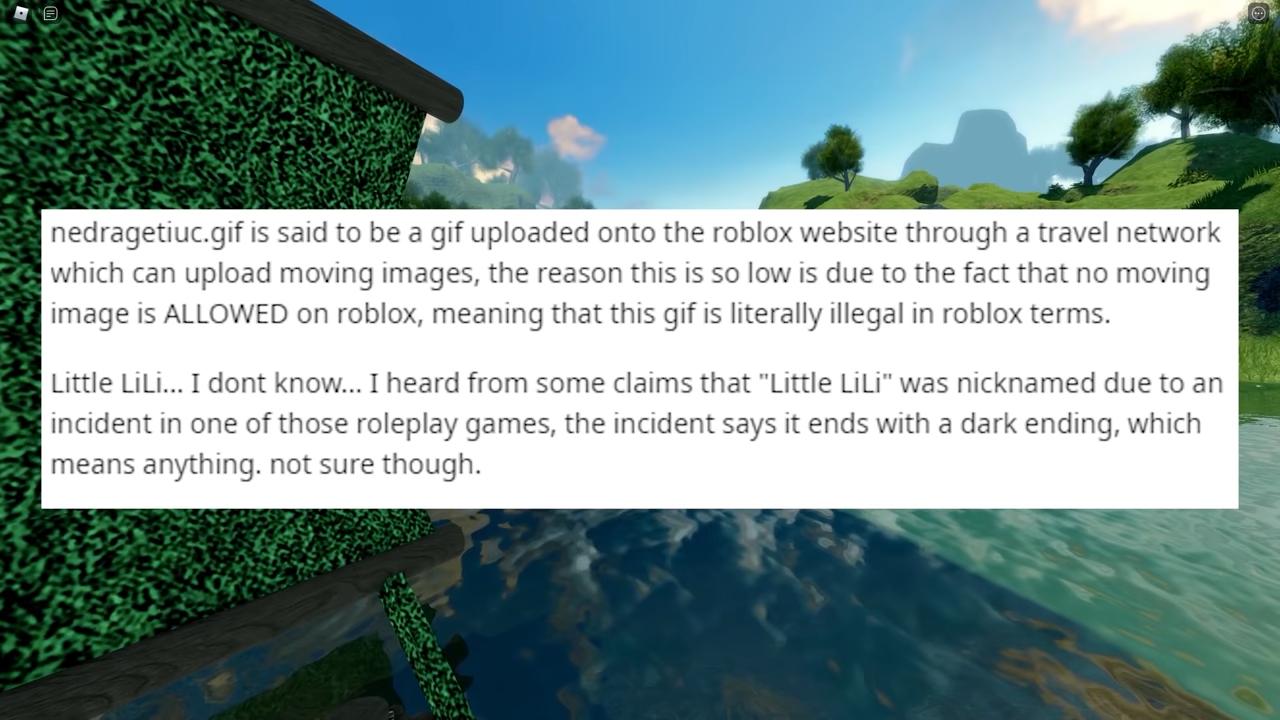 nedragetiuc.gif is said to be a gif uploaded onto the roblox website through a travel network
which can upload moving images, the reason this is so low is due to the fact that no moving
image is ALLOWED on roblox, meaning that this gif is literally illegal in roblox terms.
Little LiLi... I dont know... I heard from some claims that "Little LiLi" was nicknamed due to an
incident in one of those roleplay games, the incident says it ends with a dark ending, which
means anything. not sure though.